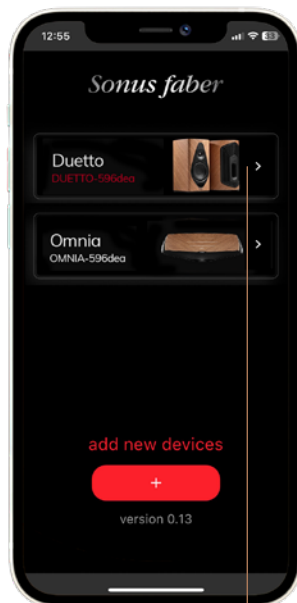 12:55
Sonus faber
Duetto
DUETTO-596dea
Omnia
OMNIA-596dea
add new devices
+
version 0.13